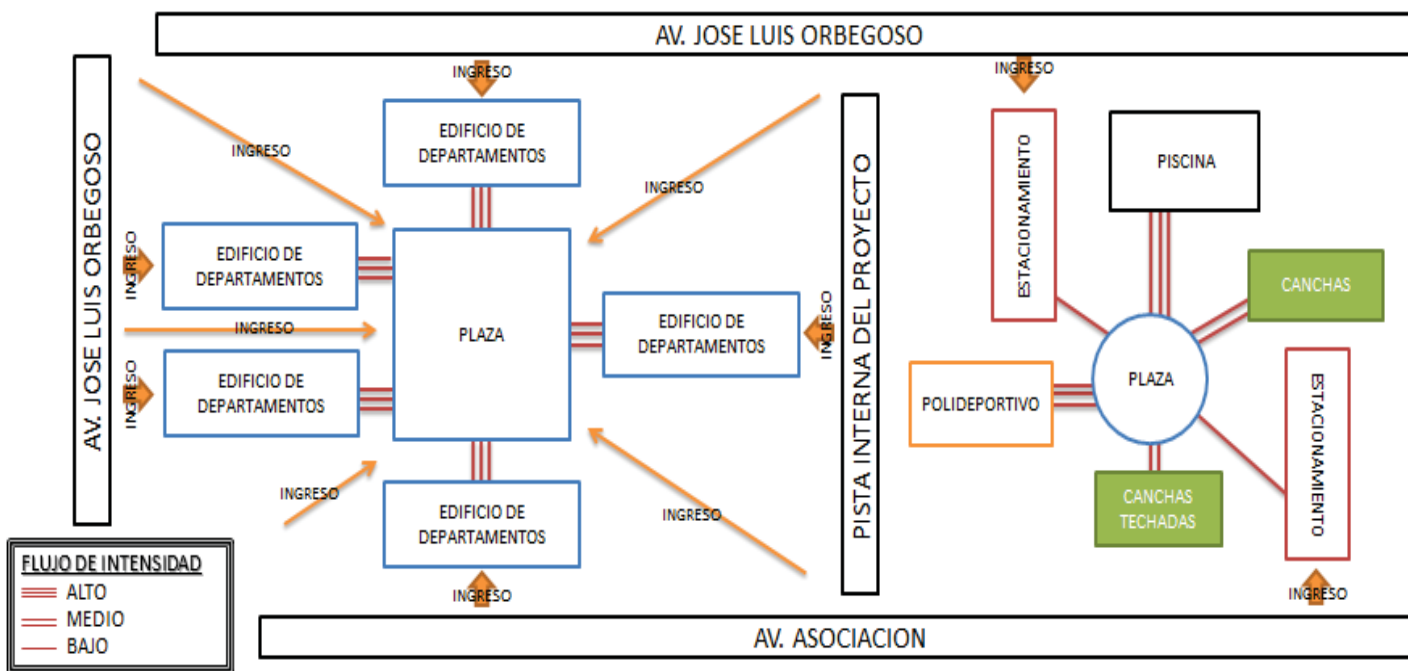 AV. JOSE LUIS ORBEGOSO
AV. JOSE LUIS ORBEGOSO
INGRESO
EDIFICIO DE
DEPARTAMENTOS
INGRESO
INGRESO
INGRESO
EDIFICIO DE
DEPARTAMENTOS
INGRESO
INGRESO
EDIFICIO DE
DEPARTAMENTOS
PLAZA
EDIFICIO DE
DEPARTAMENTOS
INGRESO
INGRESO
INGRESO
EDIFICIO DE
DEPARTAMENTOS
INGRESO
INGRESO
PISTA INTERNA DEL PROYECTO
INGRESO
ESTACIONAMIENTO
PISCINA
CANCHAS
PLAZA
POLIDEPORTIVO
CANCHAS
TECHADAS
ESTACIONAMIENTO
INGRESO
FLUJO DE INTENSIDAD
ALTO
MEDIO
BAJO
AV. ASOCIACION